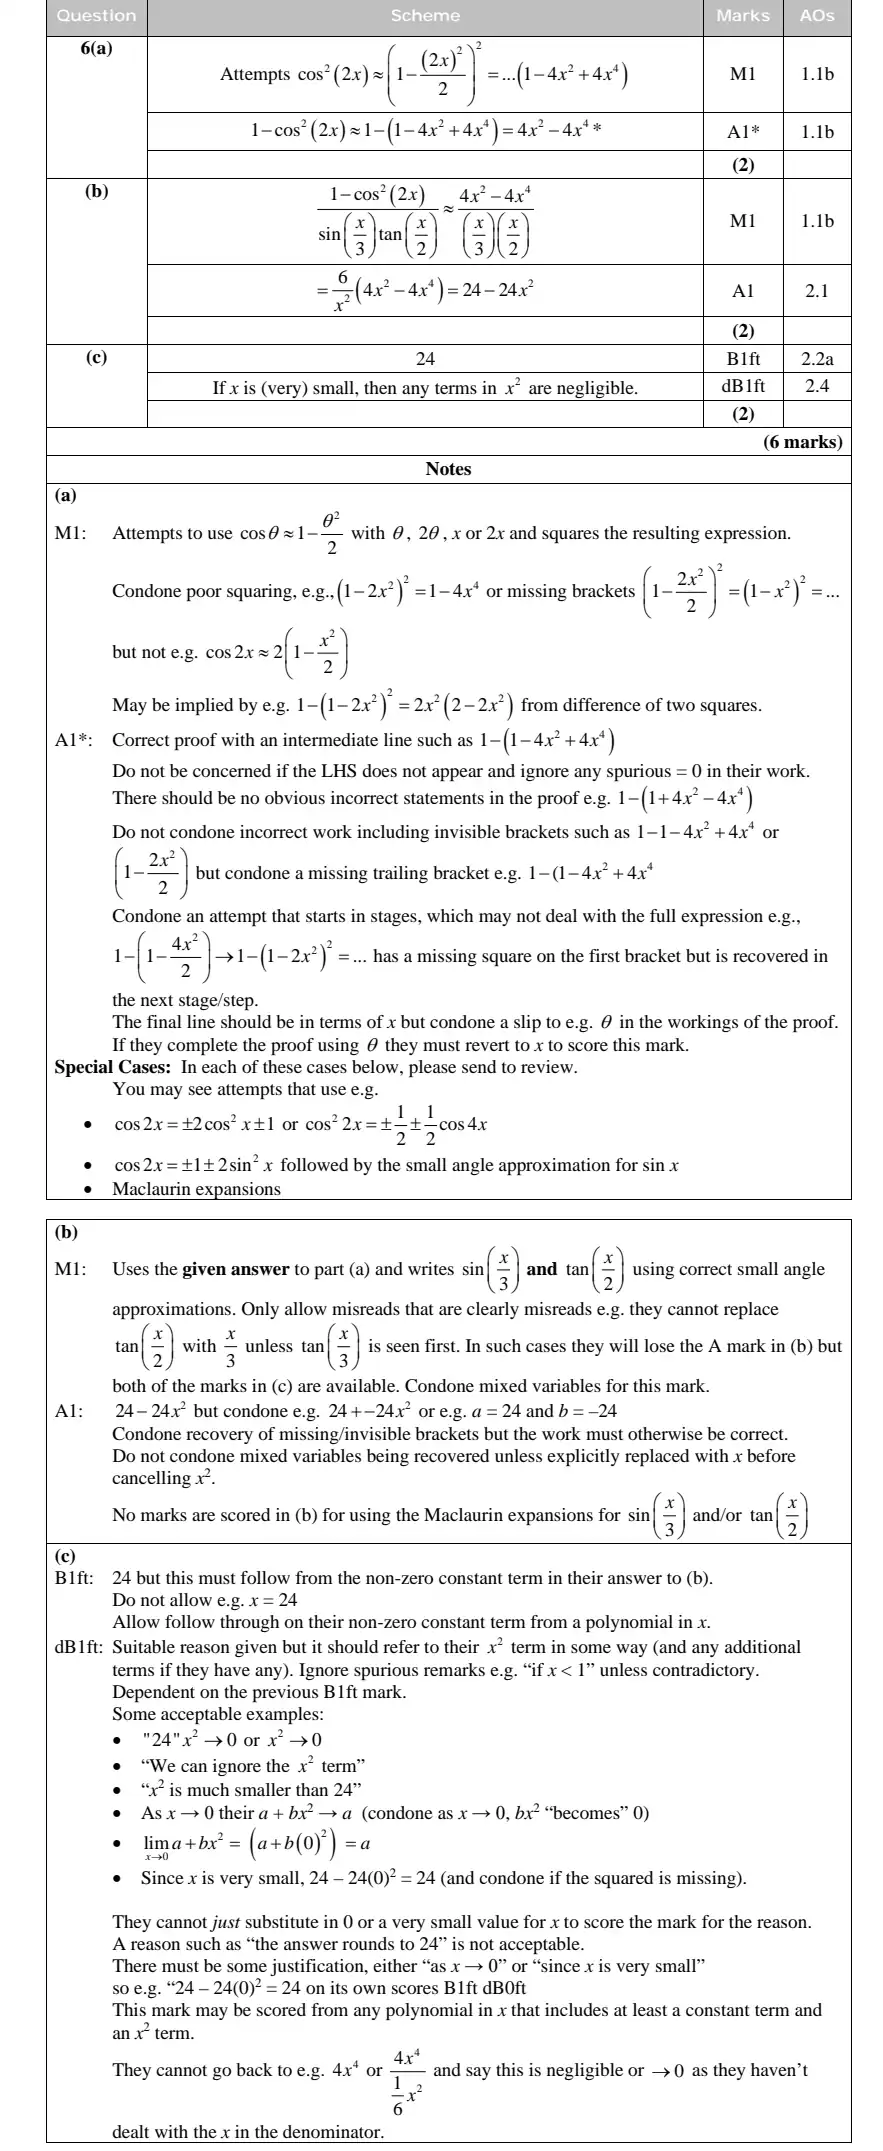 Question Scheme Marks AOs
6(a) Attempts cos²(2x) ≈ (1 − (2x)²/2)² = ...(1 − 4x² + 4x⁴) M1 1.1b
1 − cos²(2x) ≈ 1 − (1 − 4x² + 4x⁴) = 4x² − 4x⁴ * A1* 1.1b
(2)
(b) (1 − cos²(2x))/(sin(x/3)tan(x/2)) ≈ (4x² − 4x⁴)/((x/3)(x/2)) M1 1.1b
= 6/x² (4x² − 4x⁴) = 24 − 24x² A1 2.1
(2)
(c) 24 B1ft 2.2a
If x is (very) small, then any terms in x² are negligible. dB1ft 2.4
(2)
(6 marks)
Notes
(a)
M1: Attempts to use cos θ ≈ 1 − θ²/2 with θ, 2θ, x or 2x and squares the resulting expression.
Condone poor squaring, e.g., (1 − 2x²)² = 1 − 4x⁴ or missing brackets (1 − 2x²/2)² = (1 − x²)² = ...
but not e.g. cos 2x ≈ 2(1 − x²/2)
May be implied by e.g. 1 − (1 − 2x²)² = 2x²(2 − 2x²) from difference of two squares.
A1*: Correct proof with an intermediate line such as 1 − (1 − 4x² + 4x⁴)
Do not be concerned if the LHS does not appear and ignore any spurious = 0 in their work.
There should be no obvious incorrect statements in the proof e.g. 1 − (1 + 4x² − 4x⁴)
Do not condone incorrect work including invisible brackets such as 1 − 1 − 4x² + 4x⁴ or
(1 − 2x²/2) but condone a missing trailing bracket e.g. 1 − (1 − 4x² + 4x⁴
Condone an attempt that starts in stages, which may not deal with the full expression e.g.,
1 − (1 − 4x²/2) → 1 − (1 − 2x²)² = ... has a missing square on the first bracket but is recovered in
the next stage/step.
The final line should be in terms of x but condone a slip to e.g. θ in the workings of the proof.
If they complete the proof using θ they must revert to x to score this mark.
Special Cases: In each of these cases below, please send to review.
You may see attempts that use e.g.
• cos 2x = ±2cos² x ± 1 or cos² 2x = ± 1/2 ± 1/2 cos 4x
• cos 2x = ±1 ± 2sin² x followed by the small angle approximation for sin x
• Maclaurin expansions
(b)
M1: Uses the given answer to part (a) and writes sin(x/3) and tan(x/2) using correct small angle
approximations. Only allow misreads that are clearly misreads e.g. they cannot replace
tan(x/2) with x/3 unless tan(x/3) is seen first. In such cases they will lose the A mark in (b) but
both of the marks in (c) are available. Condone mixed variables for this mark.
A1: 24 − 24x² but condone e.g. 24 + −24x² or e.g. a = 24 and b = –24
Condone recovery of missing/invisible brackets but the work must otherwise be correct.
Do not condone mixed variables being recovered unless explicitly replaced with x before
cancelling x².
No marks are scored in (b) for using the Maclaurin expansions for sin(x/3) and/or tan(x/2)
(c)
B1ft: 24 but this must follow from the non-zero constant term in their answer to (b).
Do not allow e.g. x = 24
Allow follow through on their non-zero constant term from a polynomial in x.
dB1ft: Suitable reason given but it should refer to their x² term in some way (and any additional
terms if they have any). Ignore spurious remarks e.g. “if x < 1” unless contradictory.
Dependent on the previous B1ft mark.
Some acceptable examples:
• "24"x² → 0 or x² → 0
• “We can ignore the x² term”
• “x² is much smaller than 24”
• As x → 0 their a + bx² → a (condone as x → 0, bx² “becomes” 0)
• lim x→0 a + bx² = (a + b(0)²) = a
• Since x is very small, 24 – 24(0)² = 24 (and condone if the squared is missing).
They cannot just substitute in 0 or a very small value for x to score the mark for the reason.
A reason such as “the answer rounds to 24” is not acceptable.
There must be some justification, either “as x → 0” or “since x is very small”
so e.g. “24 – 24(0)² = 24 on its own scores B1ft dB0ft
This mark may be scored from any polynomial in x that includes at least a constant term and
an x² term.
They cannot go back to e.g. 4x⁴ or 4x⁴/(1/6 x²) and say this is negligible or → 0 as they haven’t
dealt with the x in the denominator.